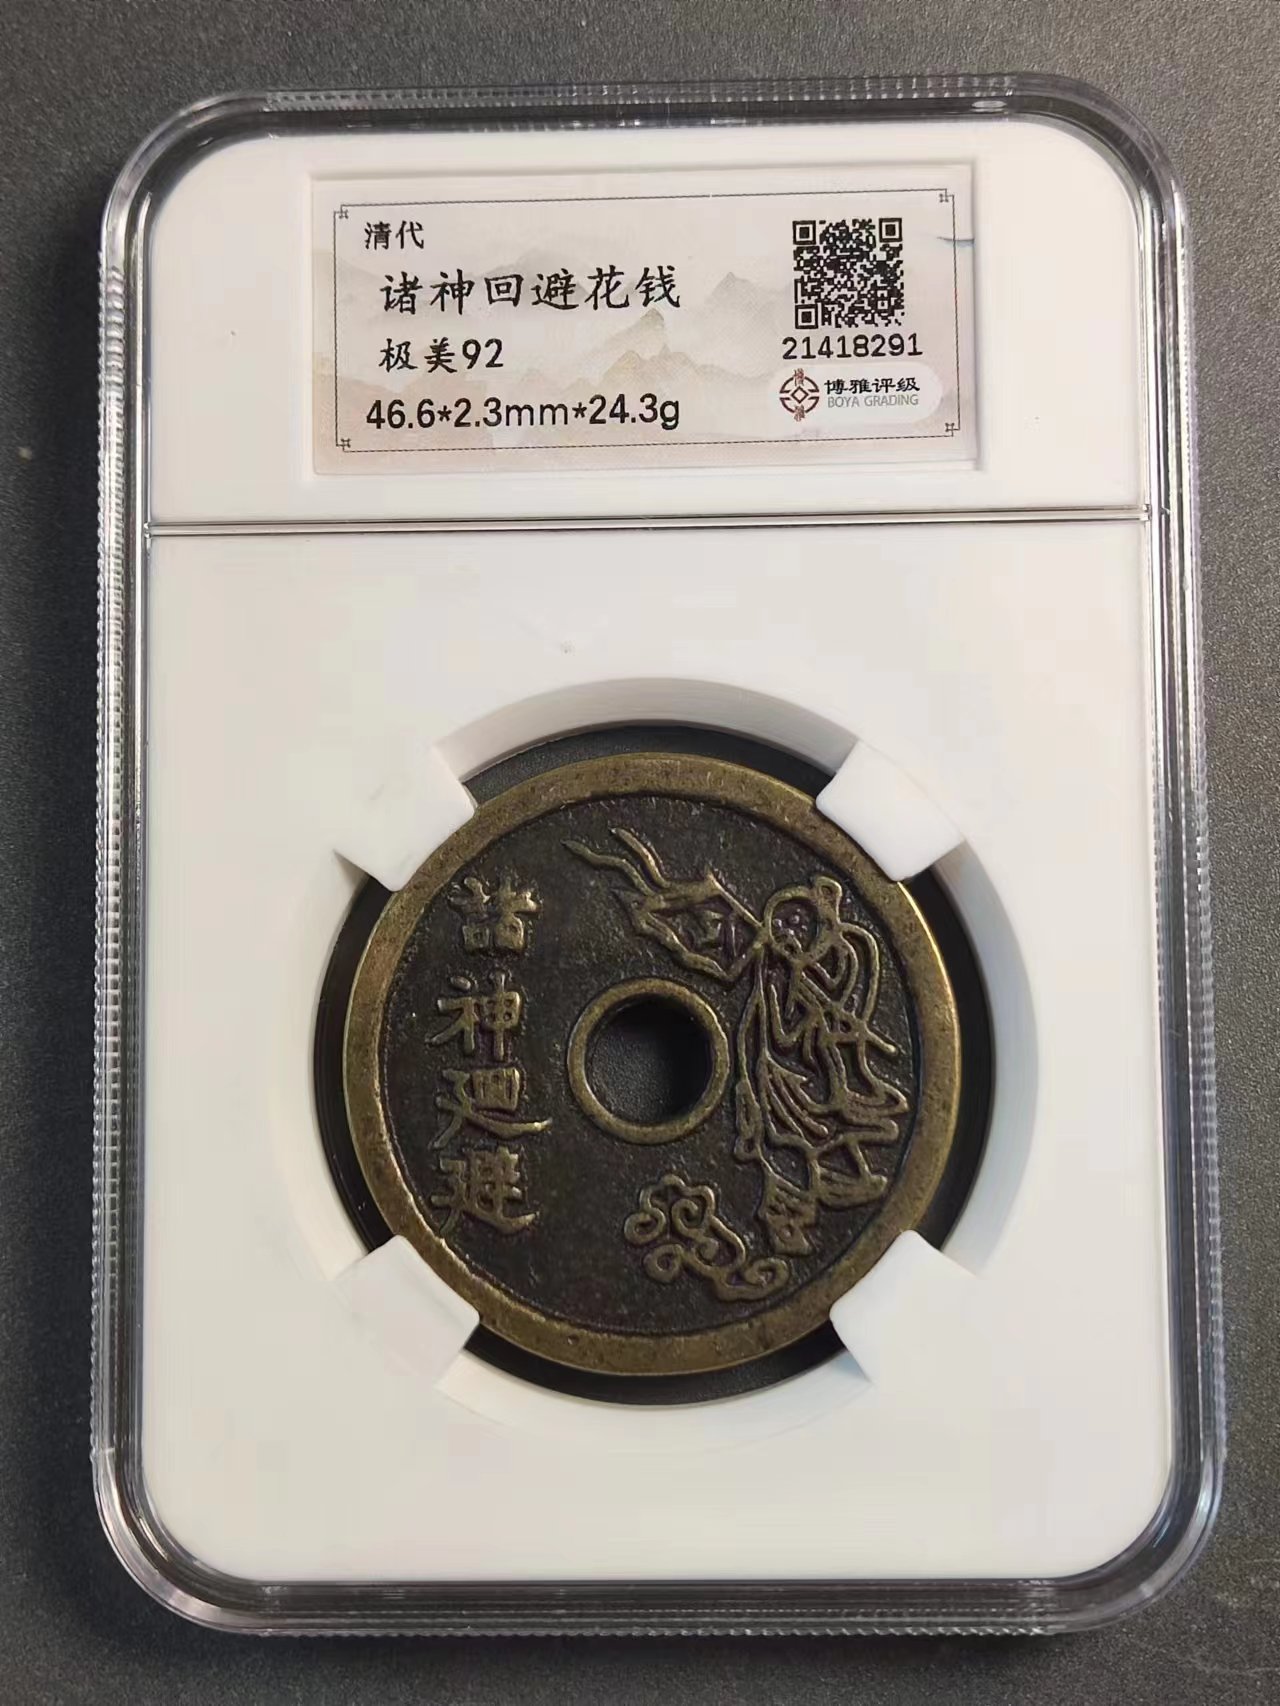 清代
诸神回避花钱
极美92
46.6*2.3mm*24.3g
21418291
博雅评级
BOYA GRADING
諸神廻避